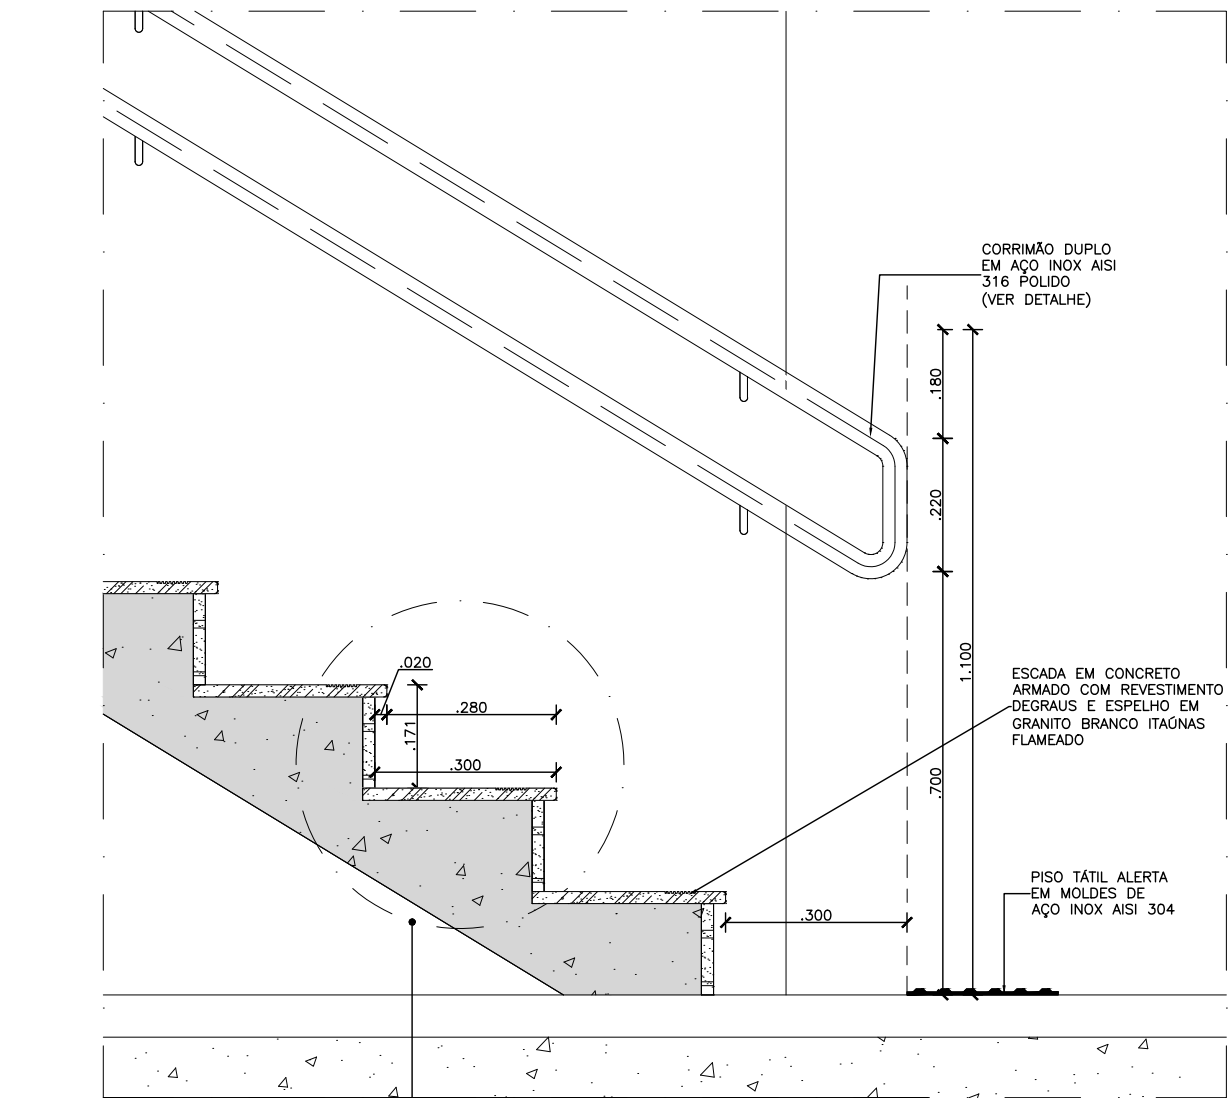 CORRIMÃO DUPLO
EM AÇO INOX AISI
316 POLIDO
(VER DETALHE)
.180
.220
1.100
.700
.020
.280
.171
.300
ESCADA EM CONCRETO
ARMADO COM REVESTIMENTO
DEGRAUS E ESPELHO EM
GRANITO BRANCO ITAÚNAS
FLAMEADO
PISO TÁTIL ALERTA
EM MOLDES DE
AÇO INOX AISI 304
.300